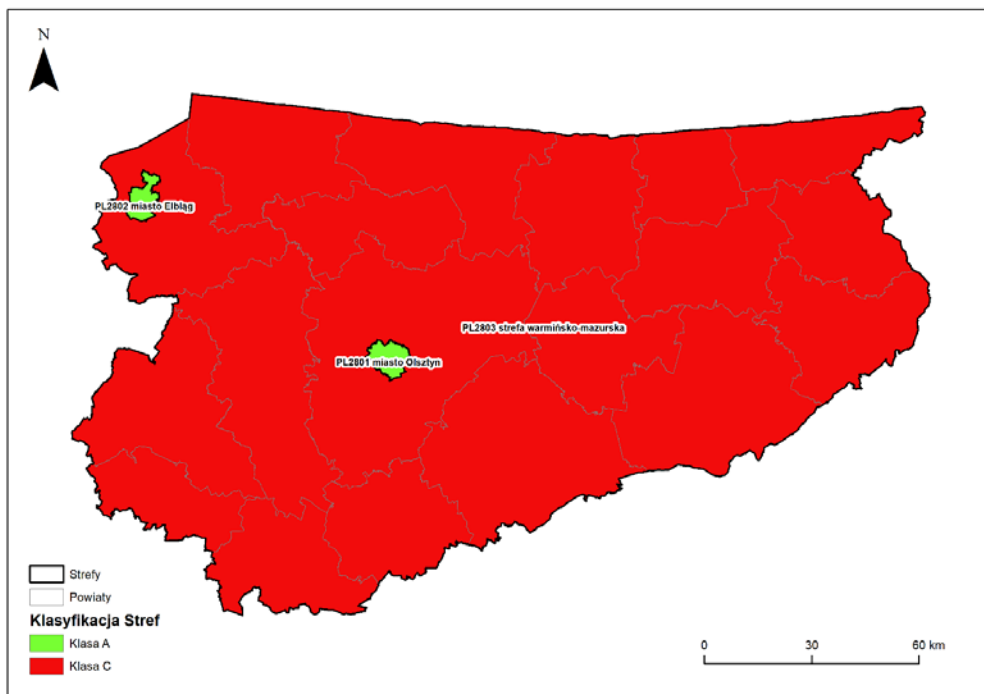 N
PL2802 miasto Elbląg
PL2803 strefa warmińsko-mazurska
PL2801 miasto Olsztyn
Strefy
Powiaty
Klasyfikacja Stref
Klasa A
Klasa C
0 30 60 km